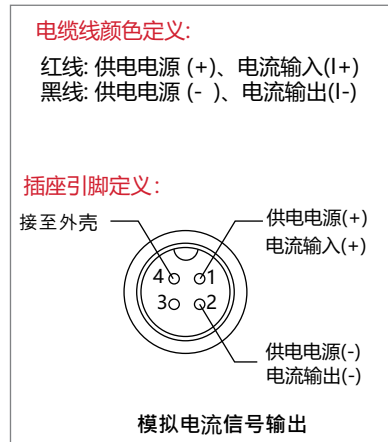 电缆线颜色定义:
红线: 供电电源 (+)、电流输入(I+)
黑线: 供电电源 (- )、电流输出(I-)
插座引脚定义:
接至外壳
供电电源(+)
电流输入(+)
4 1
3 2
供电电源(-)
电流输出(-)
模拟电流信号输出